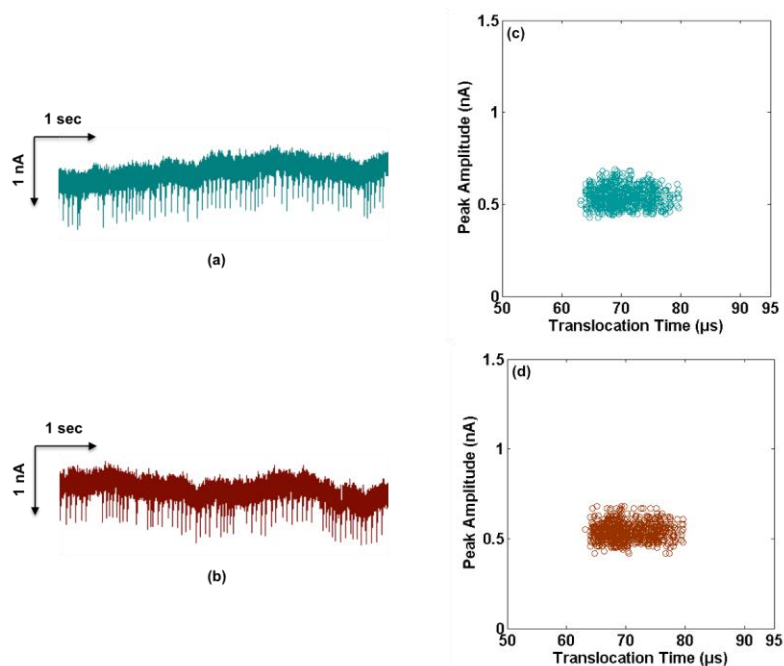 1 sec
1 nA
(a)
(c)
1.5
1
0.5
0
Peak Amplitude (nA)
50 60 70 80 90 95
Translocation Time (µs)
1 sec
1 nA
(b)
(d)
1.5
1
0.5
0
Peak Amplitude (nA)
50 60 70 80 90 95
Translocation Time (µs)